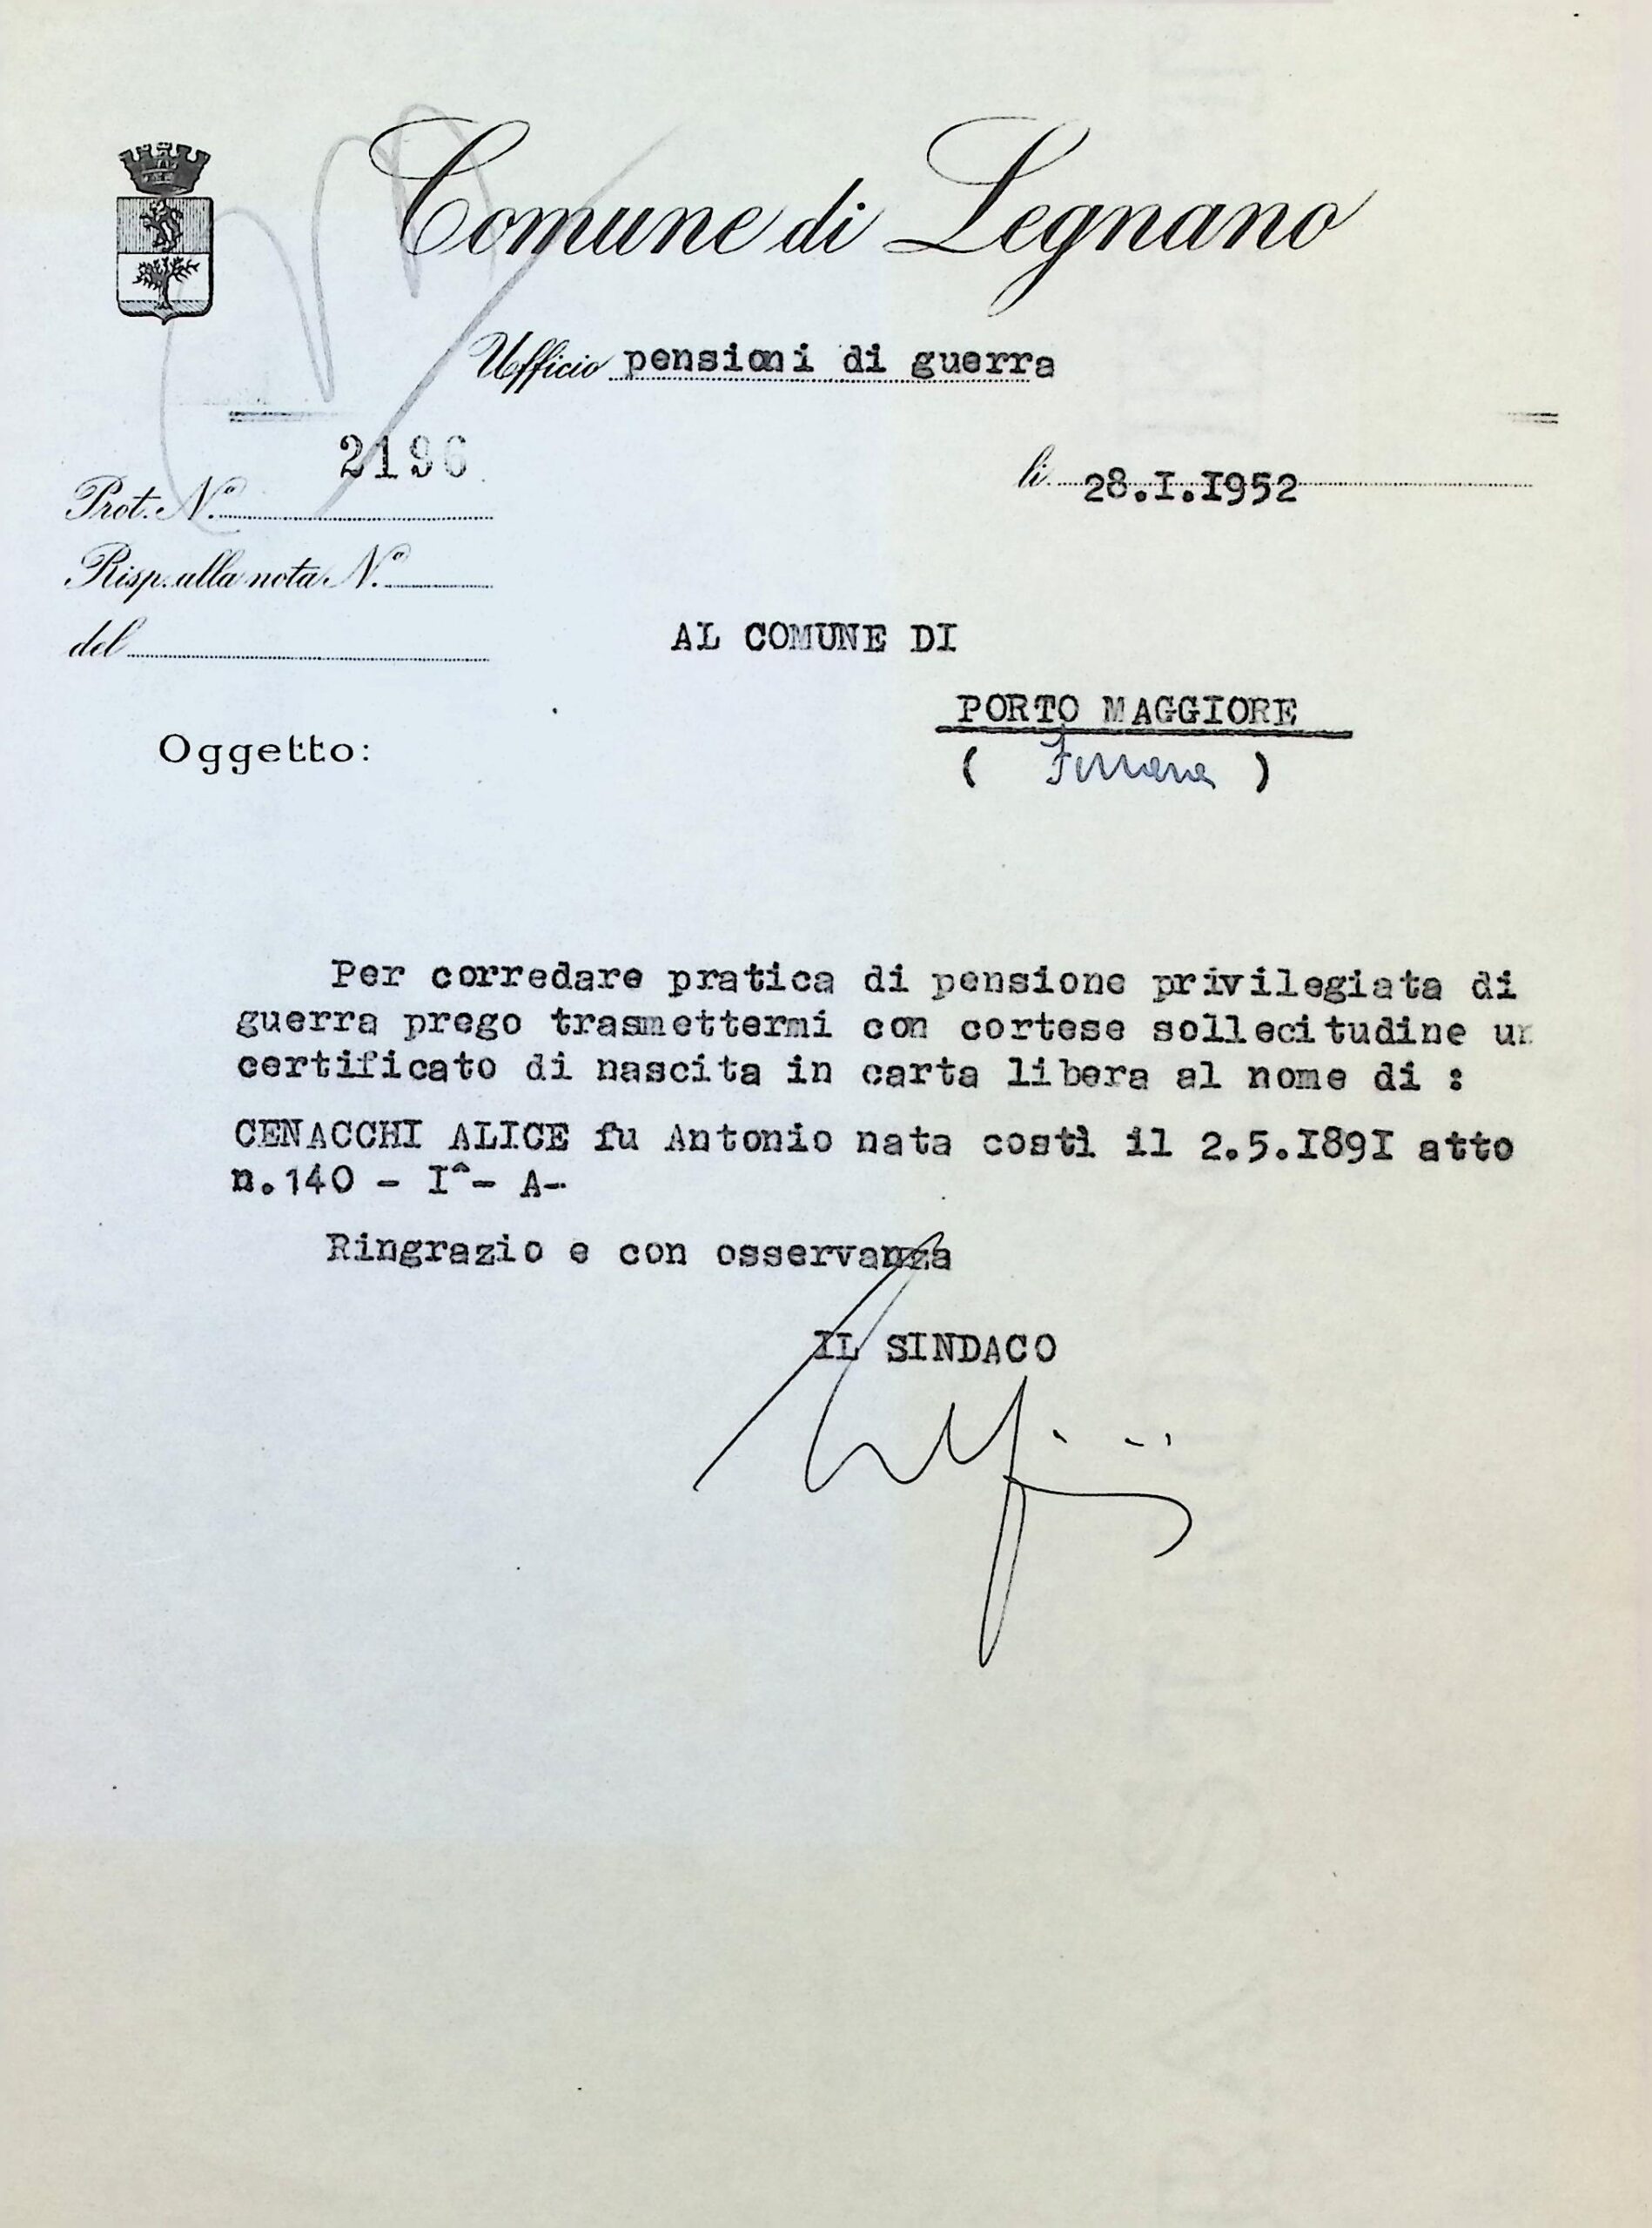 Comune di Legnano
Ufficio pensioni di guerra
2196
Prot. N.º
li 28.I.I952
Risp. alla nota N.º
del
AL COMUNE DI
PORTO MAGGIORE
( Ferrara )
Oggetto:
Per corredare pratica di pensione privilegiata di
guerra prego trasmettermi con cortese sollecitudine un
certificato di nascita in carta libera al nome di :
CENACCHI ALICE fu Antonio nata costì il 2.5.I89I atto
n.140 - I^- A-
Ringrazio e con osservanza
IL SINDACO